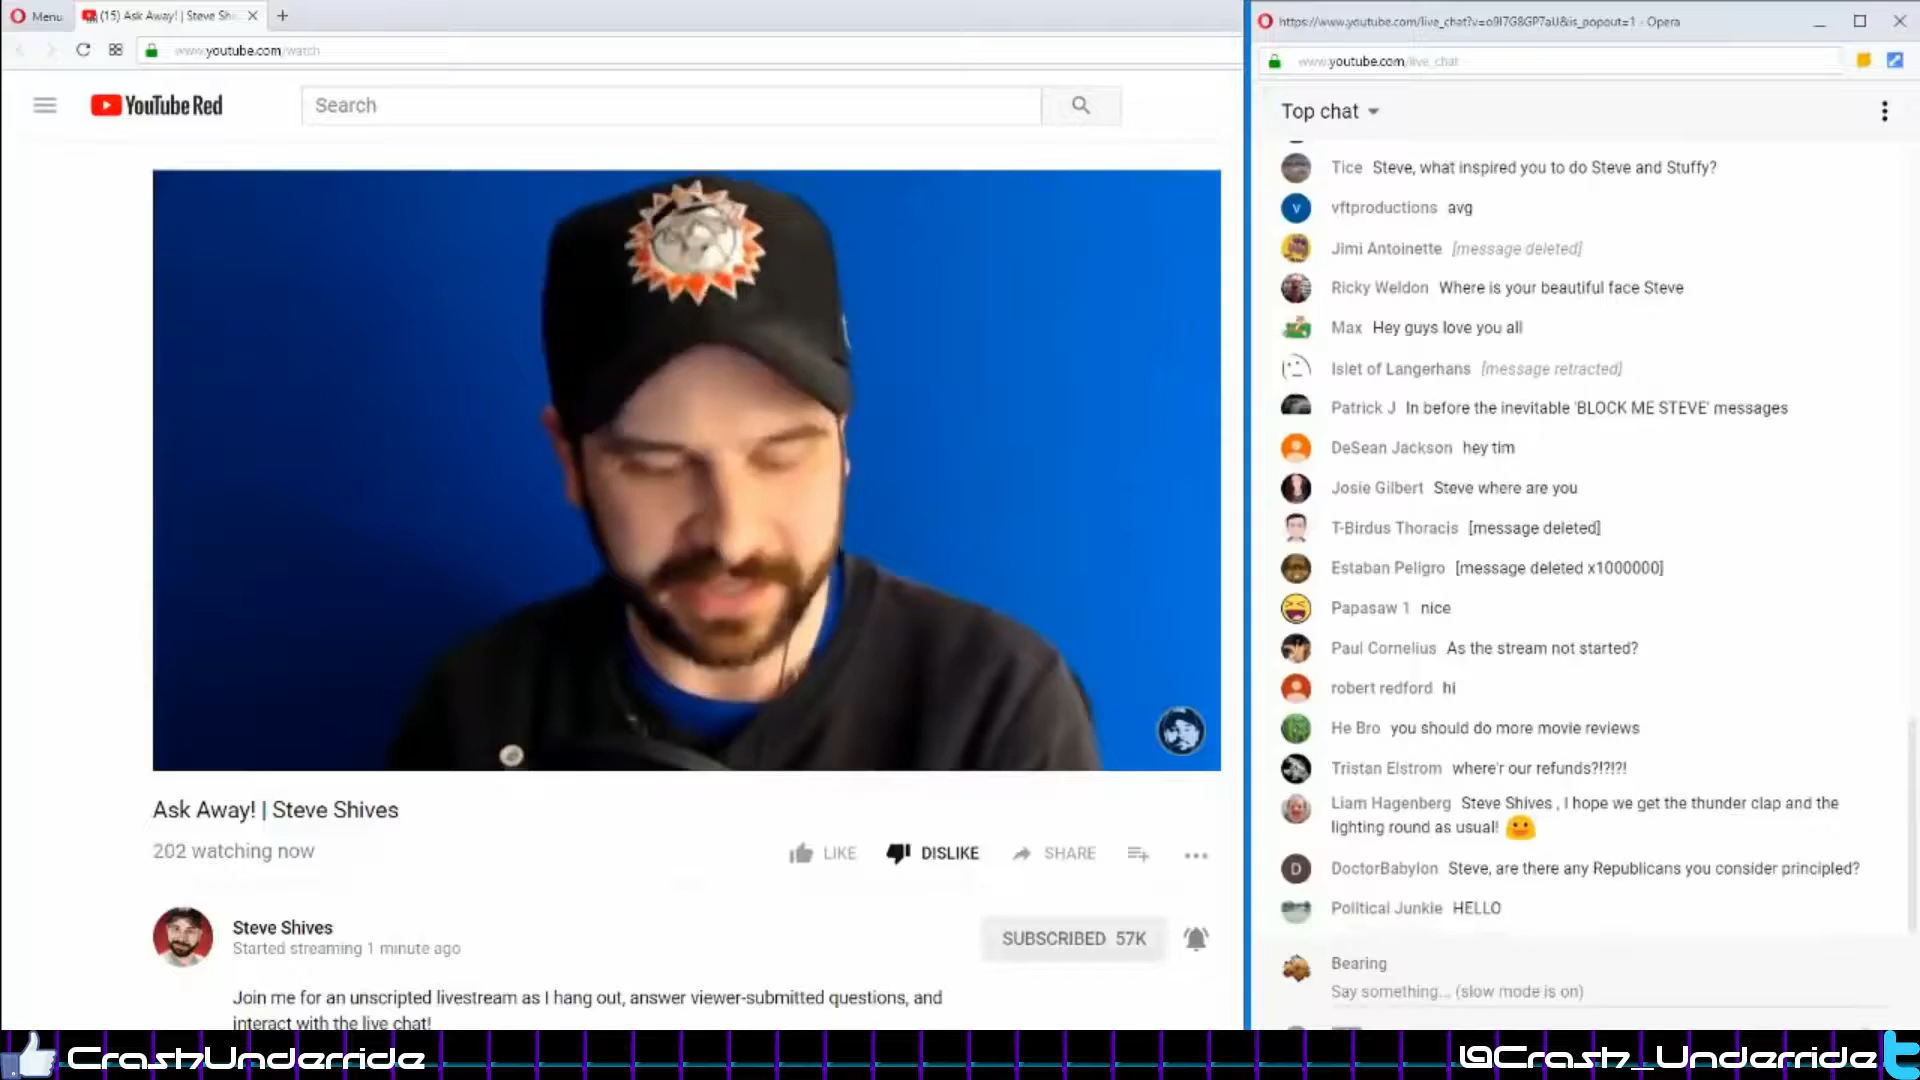 Menu
(15) Ask Away! | Steve Shi
www.youtube.com/watch
YouTube Red
Search
Ask Away! | Steve Shives
202 watching now
LIKE
DISLIKE
SHARE
Steve Shives
Started streaming 1 minute ago
SUBSCRIBED 57K
Join me for an unscripted livestream as I hang out, answer viewer-submitted questions, and
interact with the live chat!
https://www.youtube.com/live_chat?v=o9I7G8GP7aU&is_popout=1 - Opera
www.youtube.com/live_chat
Top chat
Tice Steve, what inspired you to do Steve and Stuffy?
V
vftproductions avg
Jimi Antoinette [message deleted]
Ricky Weldon Where is your beautiful face Steve
Max Hey guys love you all
Islet of Langerhans [message retracted]
Patrick J In before the inevitable 'BLOCK ME STEVE' messages
DeSean Jackson hey tim
Josie Gilbert Steve where are you
T-Birdus Thoracis [message deleted]
Estaban Peligro [message deleted x1000000]
Papasaw 1 nice
Paul Cornelius As the stream not started?
robert redford hi
He Bro you should do more movie reviews
Tristan Elstrom where'r our refunds?!?!?!
Liam Hagenberg Steve Shives , I hope we get the thunder clap and the
lighting round as usual!
D
DoctorBabylon Steve, are there any Republicans you consider principled?
Political Junkie HELLO
Bearing
Say something... (slow mode is on)
CrashUnderride
@Crash_Underride